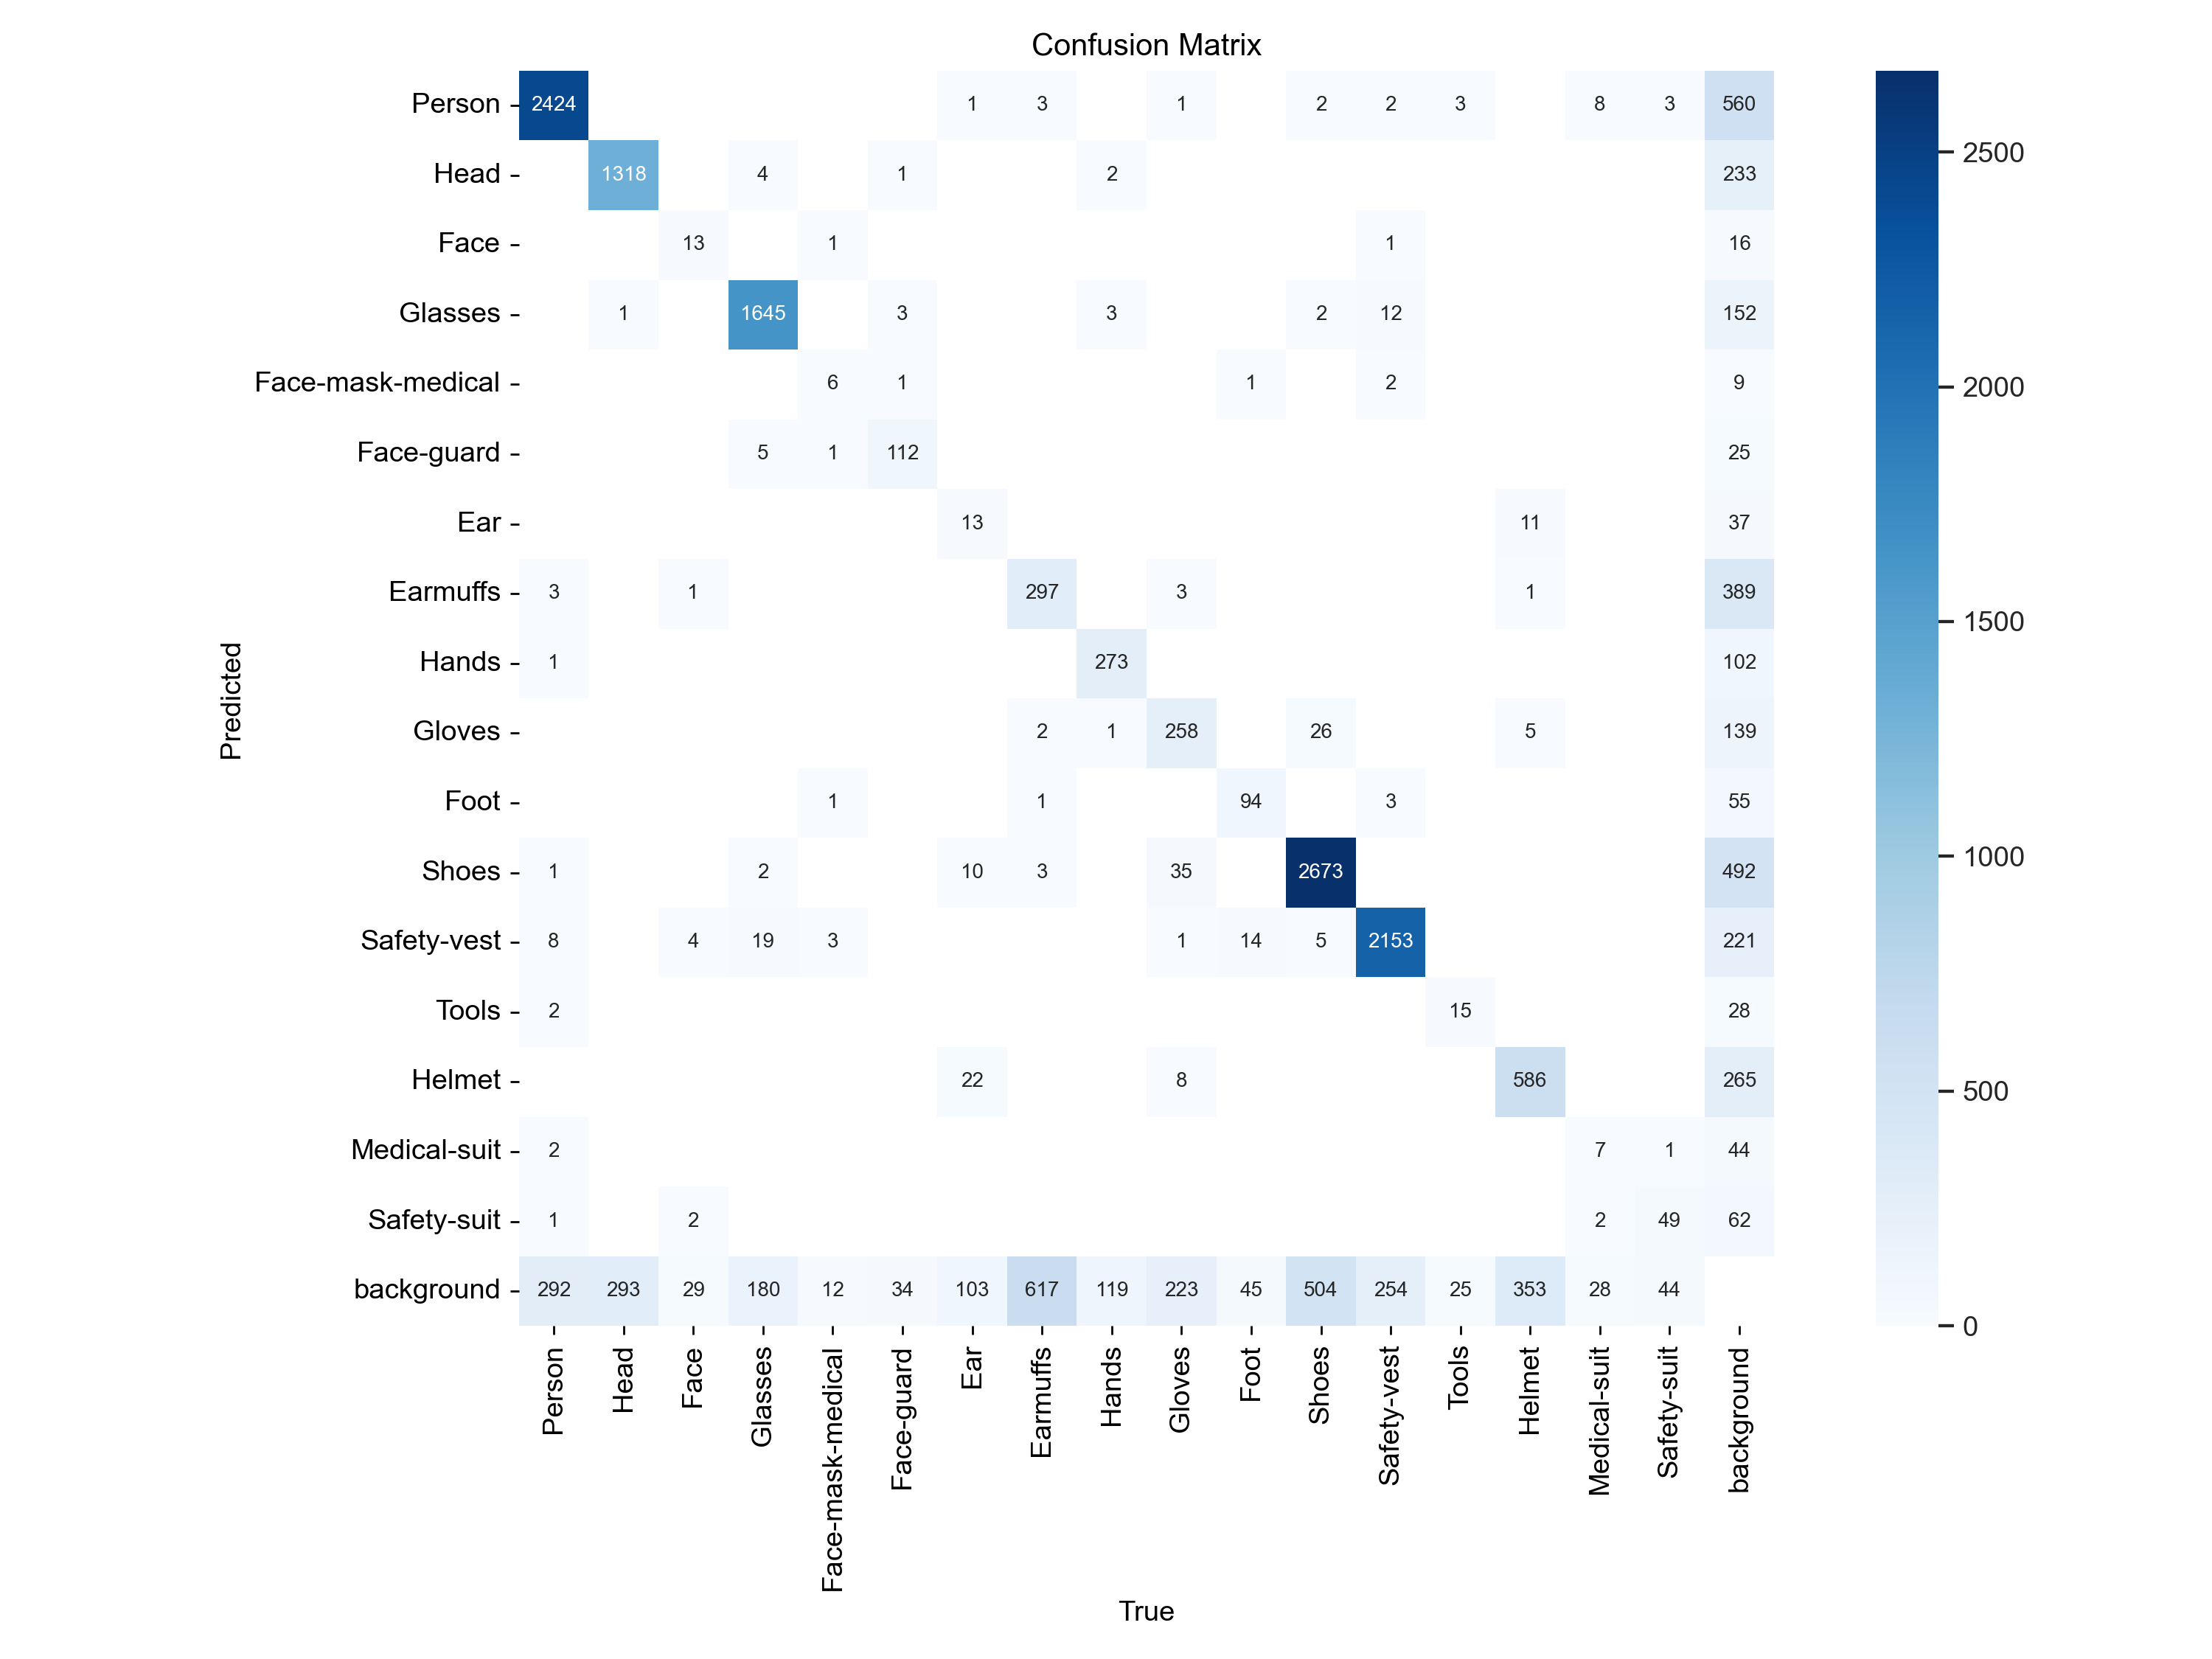 Confusion Matrix
Person 2424 1 3 1 2 2 3 8 3 560
Head 1318 4 1 2 233
Face 13 1 1 16
Glasses 1 1645 3 3 2 12 152
Face-mask-medical 6 1 1 2 9
Face-guard 5 1 112 25
Ear 13 11 37
Earmuffs 3 1 297 3 1 389
Hands 1 273 102
Gloves 2 1 258 26 5 139
Foot 1 1 94 3 55
Shoes 1 2 10 3 35 2673 492
Safety-vest 8 4 19 3 1 14 5 2153 221
Tools 2 15 28
Helmet 22 8 586 265
Medical-suit 2 7 1 44
Safety-suit 1 2 2 49 62
background 292 293 29 180 12 34 103 617 119 223 45 504 254 25 353 28 44
Predicted
Person
Head
Face
Glasses
Face-mask-medical
Face-guard
Ear
Earmuffs
Hands
Gloves
Foot
Shoes
Safety-vest
Tools
Helmet
Medical-suit
Safety-suit
background
True
2500
2000
1500
1000
500
0